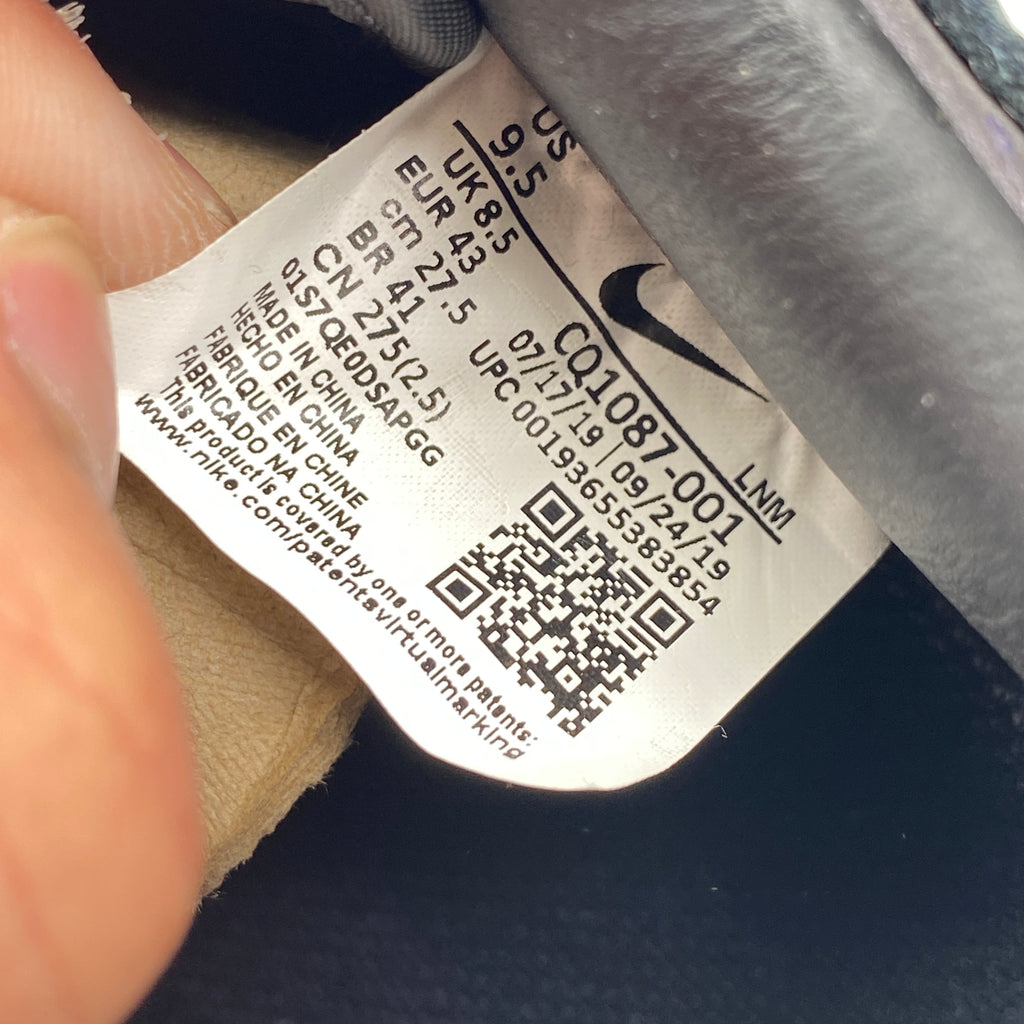 US
9.5
UK 8.5
EUR 43
cm 27.5
BR 41
CN 275(2.5)
01S7QE0DSAPGG
MADE IN CHINA
HECHO EN CHINA
FABRIQUE EN CHINE
FABRICADO NA CHINA
This product is covered by one or more patents:
www.nike.com/patentsvirtualmarking
LNM
CQ1087-001
07/17/19 | 09/24/19
UPC 00193655383854